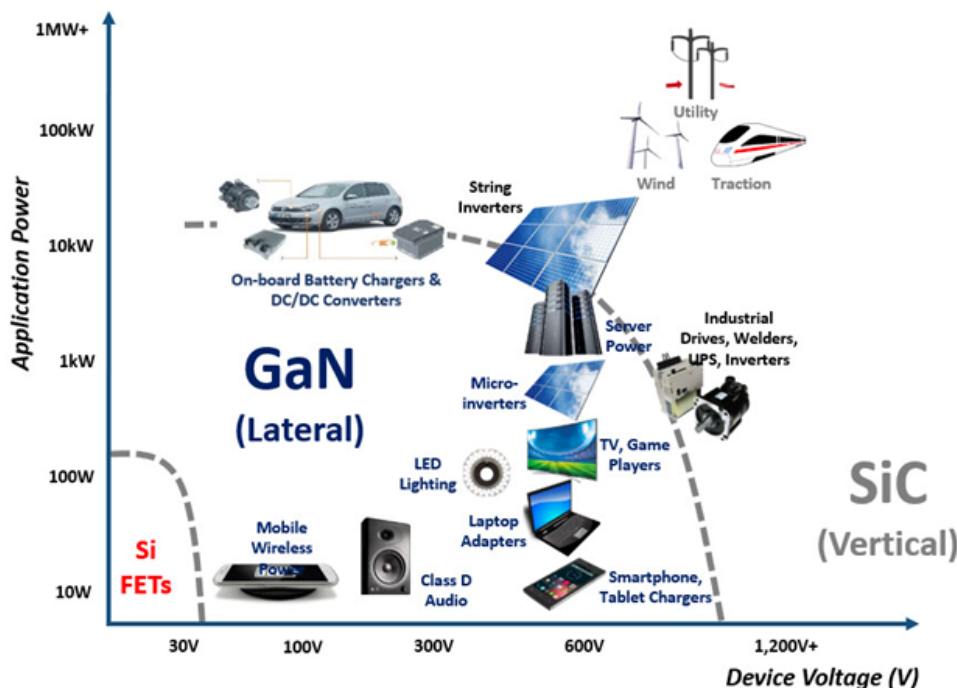 1MW+
Utility
100kW
Wind
Traction
String
Inverters
10kW
On-board Battery Chargers &
DC/DC Converters
Application Power
Server
Power
Industrial
Drives, Welders,
UPS, Inverters
1kW
GaN
(Lateral)
Micro-
inverters
TV, Game
Players
LED
Lighting
100W
SiC
(Vertical)
Laptop
Adapters
Mobile
Wireless
Power
Si
FETs
Class D
Audio
Smartphone,
Tablet Chargers
10W
30V
100V
300V
600V
1,200V+
Device Voltage (V)